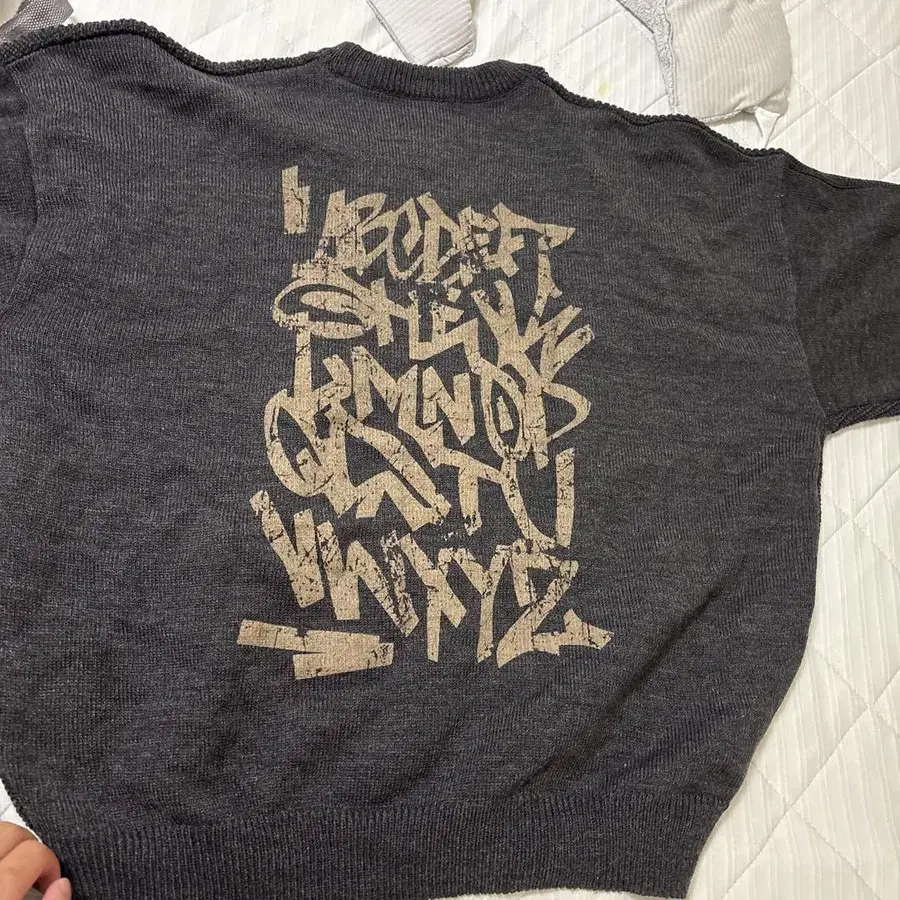 ABCDEF
GHIJK
LMNOP
QRSTU
VWXYZ